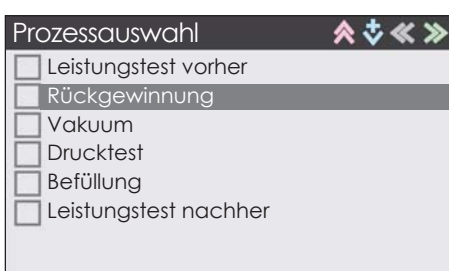 Prozessauswahl
Leistungstest vorher
Rückgewinnung
Vakuum
Drucktest
Befüllung
Leistungstest nachher